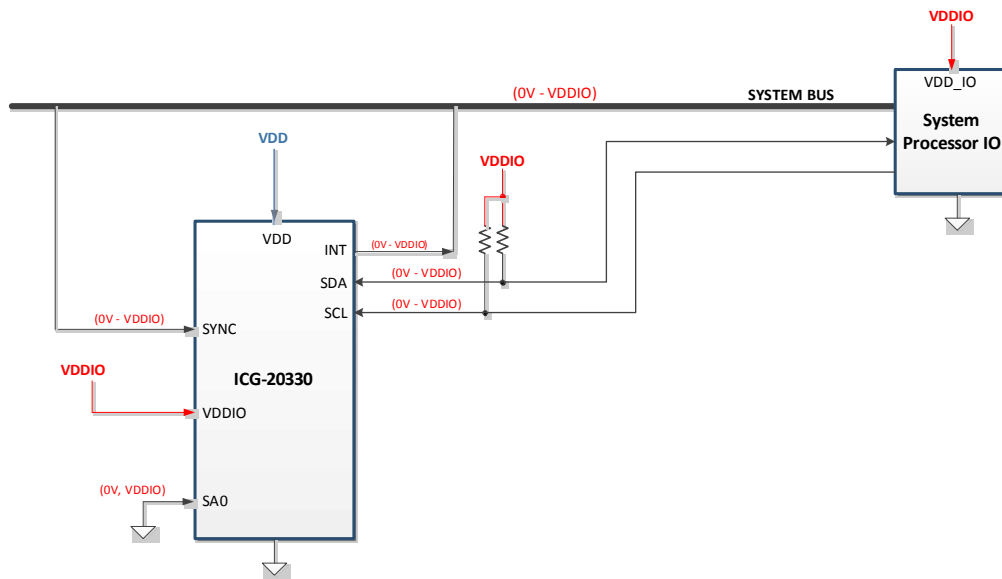 VDDIO
VDD_IO
(0V - VDDIO)
SYSTEM BUS
System
Processor IO
VDD
VDDIO
VDD
INT
(0V - VDDIO)
SDA
(0V - VDDIO)
SCL
(0V - VDDIO)
(0V - VDDIO)
SYNC
VDDIO
ICG-20330
VDDIO
(0V, VDDIO)
SA0